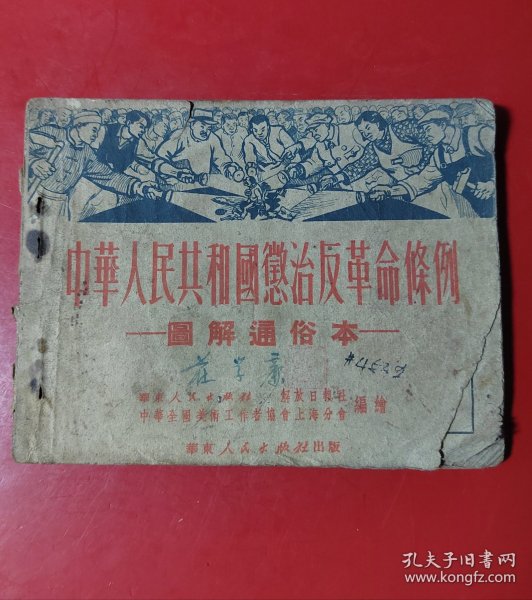 中華人民共和國懲治反革命條例
—圖解通俗本—
莊學康
華東人民出版社 解放日報社
中華全國美術工作者協會上海分會 編繪
華東人民出版社出版
孔夫子旧书网
www.kongfz.com